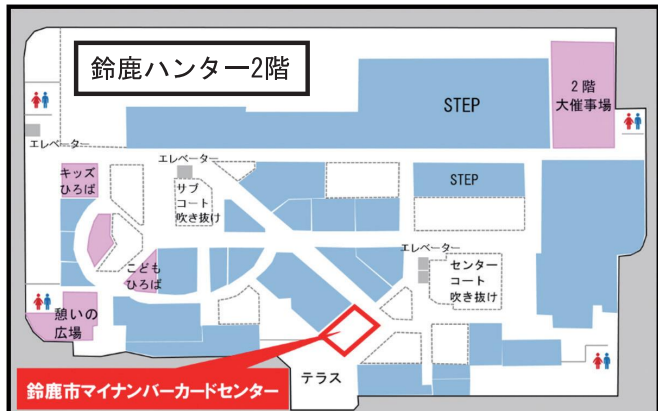 鈴鹿ハンター2階
STEP
2階
大催事場
エレベーター
エレベーター
キッズ
ひろば
サブ
コート
吹き抜け
STEP
エレベーター
こども
ひろば
センター
コート
吹き抜け
憩いの
広場
テラス
鈴鹿市マイナンバーカードセンター